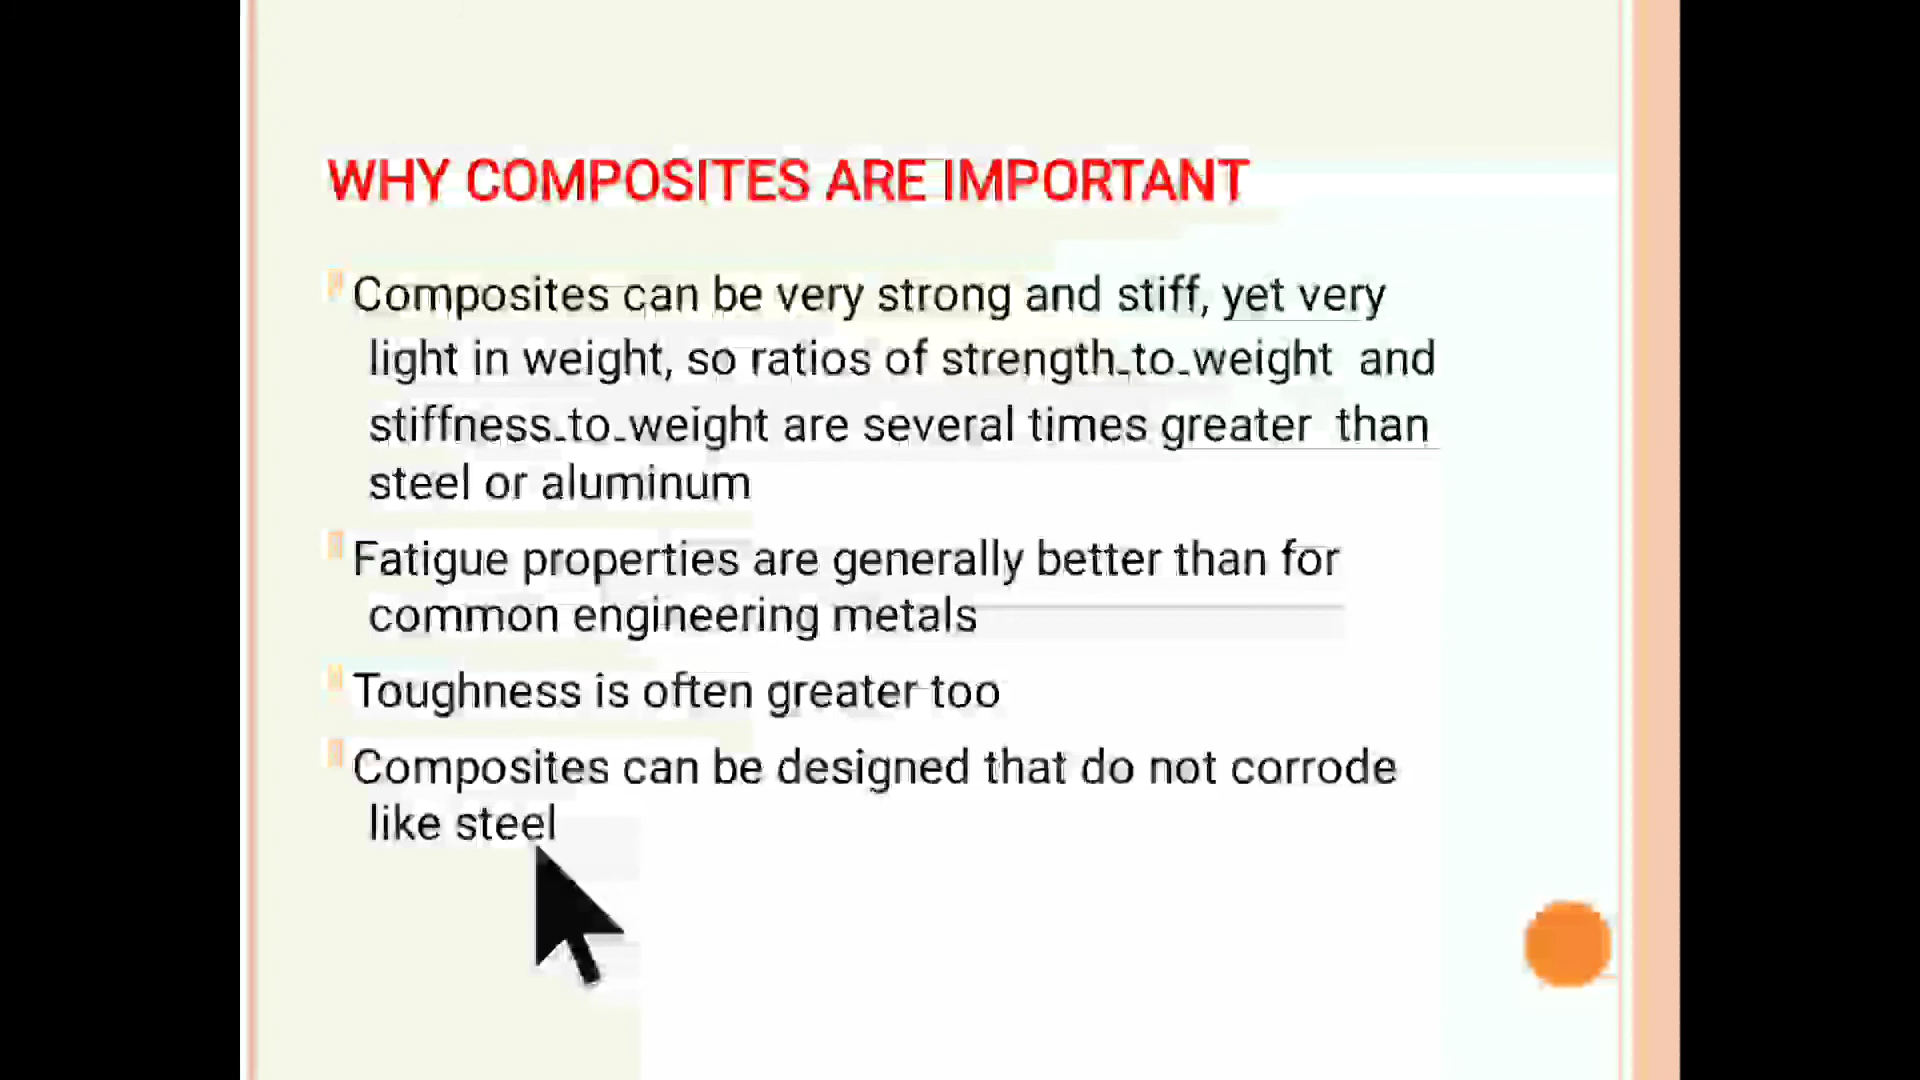 WHY COMPOSITES ARE IMPORTANT
Composites can be very strong and stiff, yet very
light in weight, so ratios of strength-to-weight and
stiffness-to-weight are several times greater than
steel or aluminum
Fatigue properties are generally better than for
common engineering metals
Toughness is often greater too
Composites can be designed that do not corrode
like steel